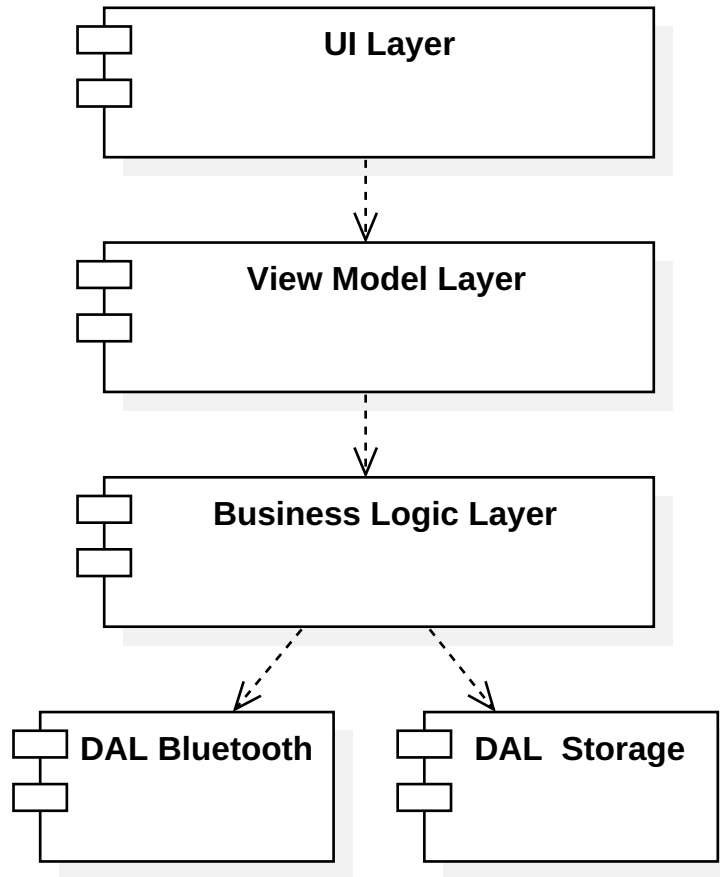 UI Layer
View Model Layer
Business Logic Layer
DAL Bluetooth
DAL  Storage